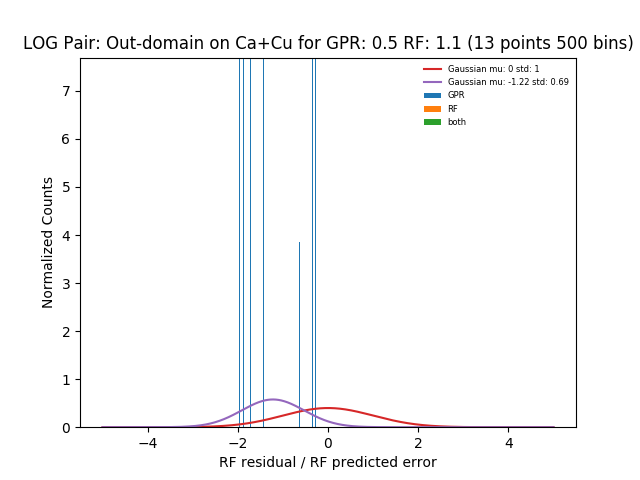 LOG Pair: Out-domain on Ca+Cu for GPR: 0.5 RF: 1.1 (13 points 500 bins)
Gaussian mu: 0 std: 1
Gaussian mu: -1.22 std: 0.69
GPR
RF
both
7
6
5
4
3
2
1
0
Normalized Counts
−4 −2 0 2 4
RF residual / RF predicted error